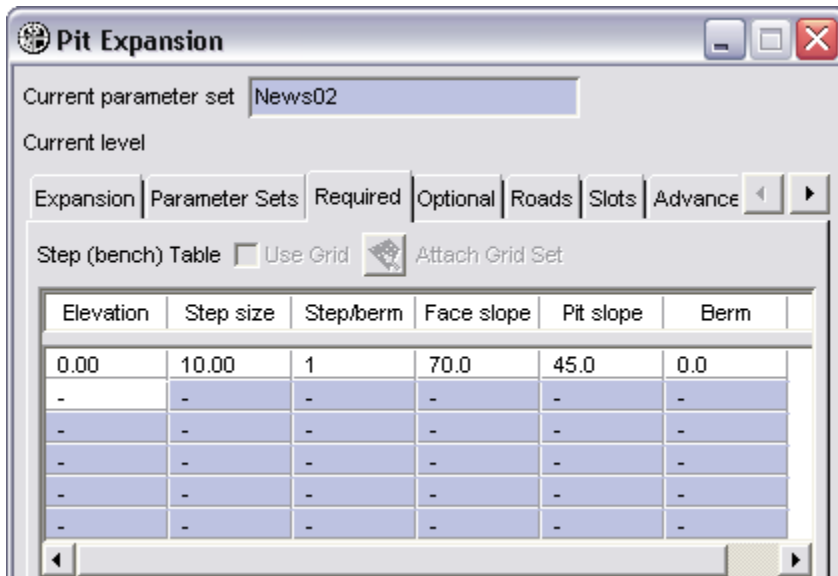 Pit Expansion
Current parameter set News02
Current level
Expansion Parameter Sets Required Optional Roads Slots Advance
Step (bench) Table Use Grid Attach Grid Set
Elevation Step size Step/berm Face slope Pit slope Berm
0.00 10.00 1 70.0 45.0 0.0
- - - - - -
- - - - - -
- - - - - -
- - - - - -
- - - - - -